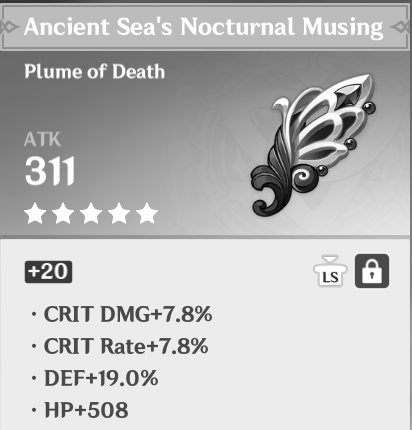 Ancient Sea's Nocturnal Musing
Plume of Death
ATK
311
+20
LS
· CRIT DMG+7.8%
· CRIT Rate+7.8%
· DEF+19.0%
· HP+508